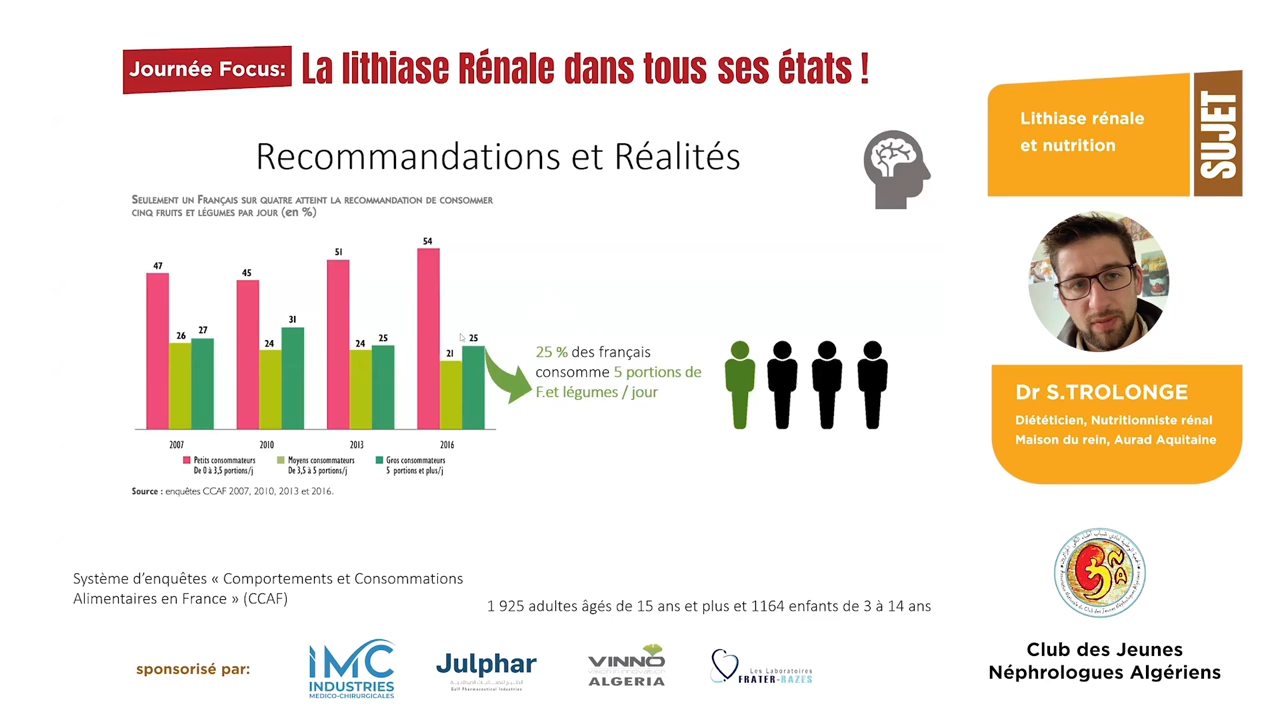 Journée Focus: La lithiase Rénale dans tous ses états !
Recommandations et Réalités
SEULEMENT UN FRANÇAIS SUR QUATRE ATTEINT LA RECOMMANDATION DE CONSOMMER
CINQ FRUITS ET LÉGUMES PAR JOUR (en %)
47
26
27
45
24
31
51
24
25
54
21
25
2007
2010
2013
2016
Petits consommateurs
De 0 à 3,5 portions/j
Moyens consommateurs
De 3,5 à 5 portions/j
Gros consommateurs
5 portions et plus/j
Source : enquêtes CCAF 2007, 2010, 2013 et 2016.
25 % des français
consomme 5 portions de
F.et légumes / jour
Système d'enquêtes « Comportements et Consommations
Alimentaires en France » (CCAF)
1 925 adultes âgés de 15 ans et plus et 1164 enfants de 3 à 14 ans
Lithiase rénale
et nutrition
SUJET
Dr S.TROLONGE
Diététicien, Nutritionniste rénal
Maison du rein, Aurad Aquitaine
Club des Jeunes
Néphrologues Algériens
sponsorisé par:
IMC
INDUSTRIES
MEDICO-CHIRURGICALES
Julphar
Gulf Pharmaceutical Industries
VINNO
ALGERIA
Les Laboratoires
FRATER-RAZES